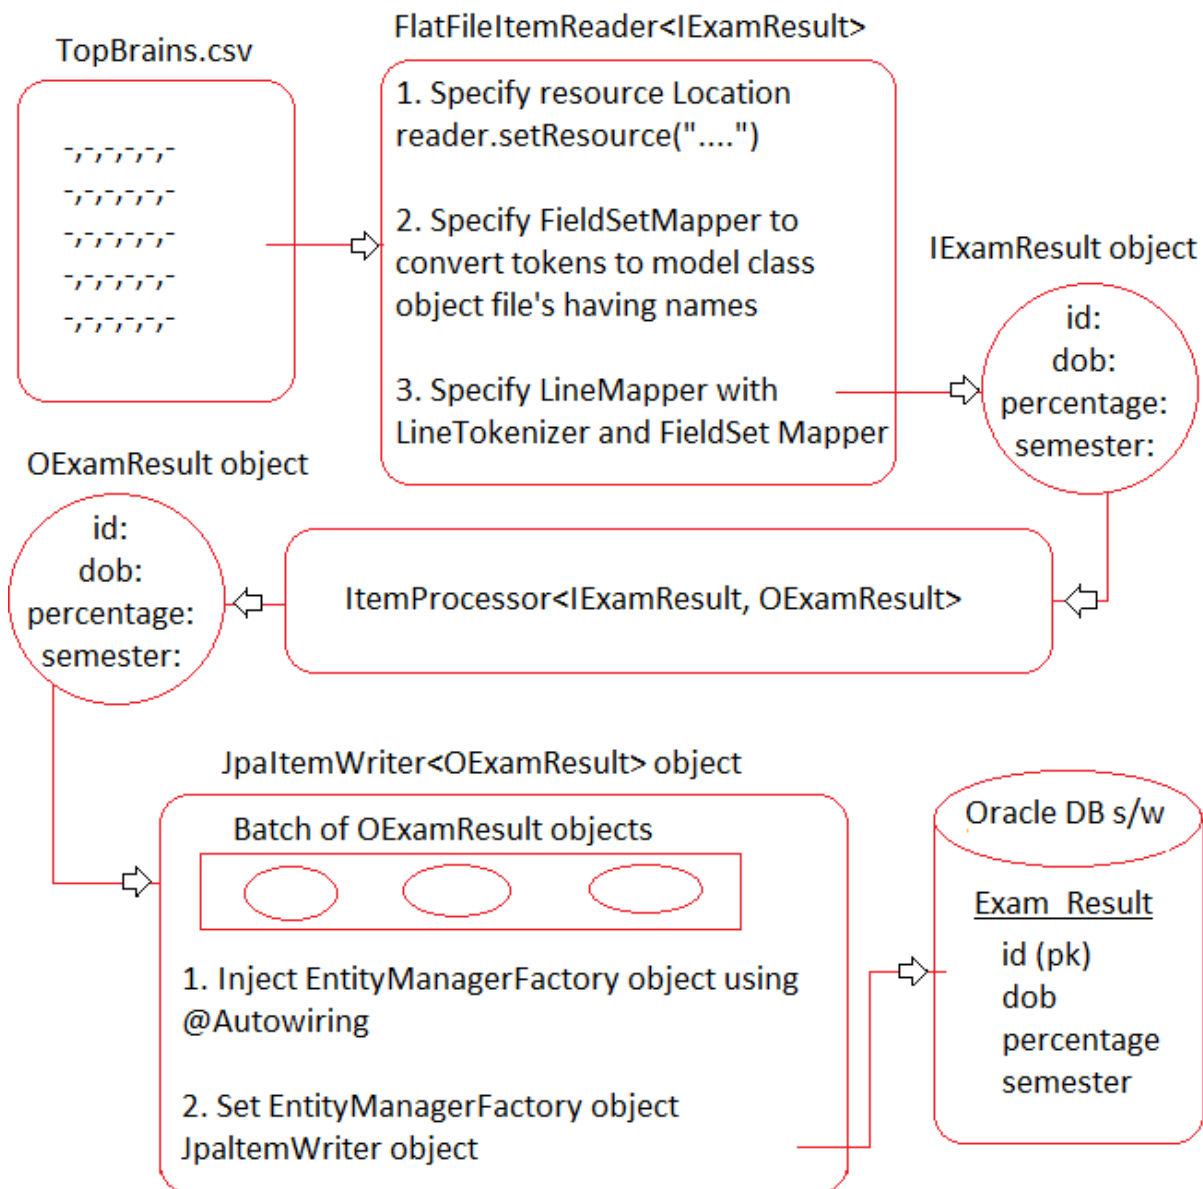 TopBrains.csv
-,-,-,-,-,-
-,-,-,-,-,-
-,-,-,-,-,-
-,-,-,-,-,-
-,-,-,-,-,-
FlatFileItemReader<IExamResult>
1. Specify resource Location
reader.setResource("....")
2. Specify FieldSetMapper to
convert tokens to model class
object file's having names
3. Specify LineMapper with
LineTokenizer and FieldSet Mapper
IExamResult object
id:
dob:
percentage:
semester:
OExamResult object
id:
dob:
percentage:
semester:
ItemProcessor<IExamResult, OExamResult>
JpaItemWriter<OExamResult> object
Batch of OExamResult objects
1. Inject EntityManagerFactory object using
@Autowiring
2. Set EntityManagerFactory object
JpaltemWriter object
Oracle DB s/w
Exam_Result
id (pk)
dob
percentage
semester